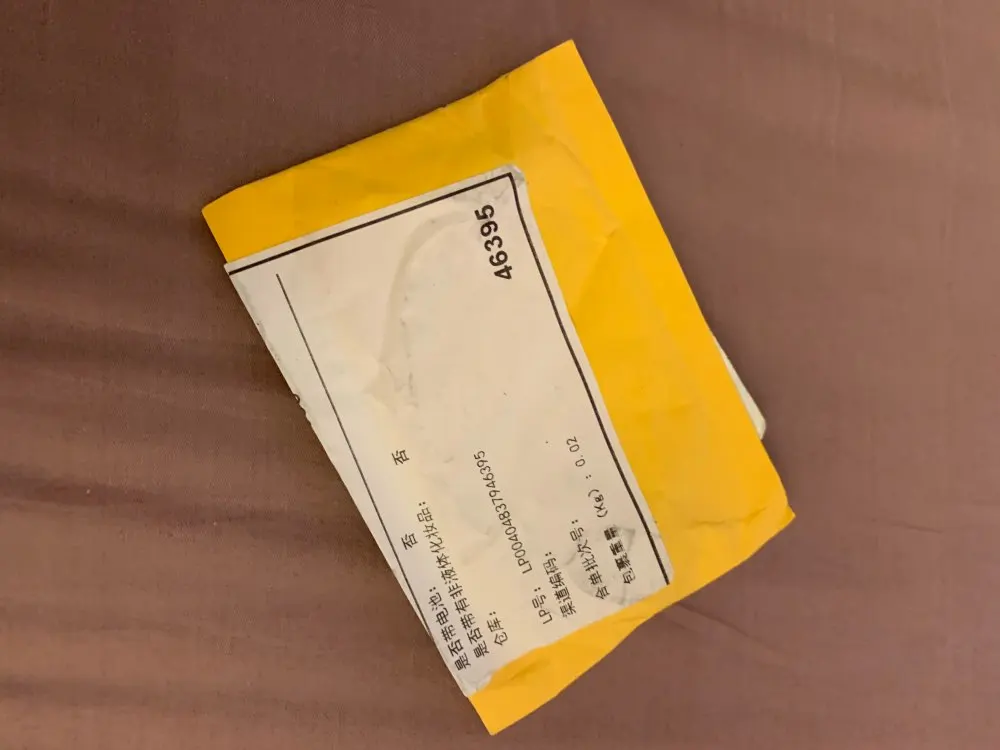 是否带电池: 否
是否带有非液体化妆品: 否
仓库:
LP号: LP00404837946395
渠道编码:
含单批次号:
包裹重量 (Kg) : 0.02
46395